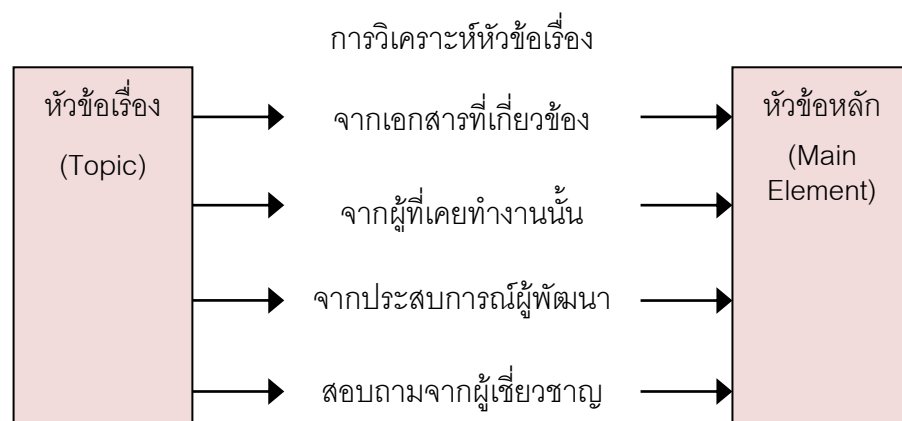 การวิเคราะห์หัวข้อเรื่อง
หัวข้อเรื่อง
(Topic)
จากเอกสารที่เกี่ยวข้อง
จากผู้ที่เคยทำงานนั้น
จากประสบการณ์ผู้พัฒนา
สอบถามจากผู้เชี่ยวชาญ
หัวข้อหลัก
(Main
Element)